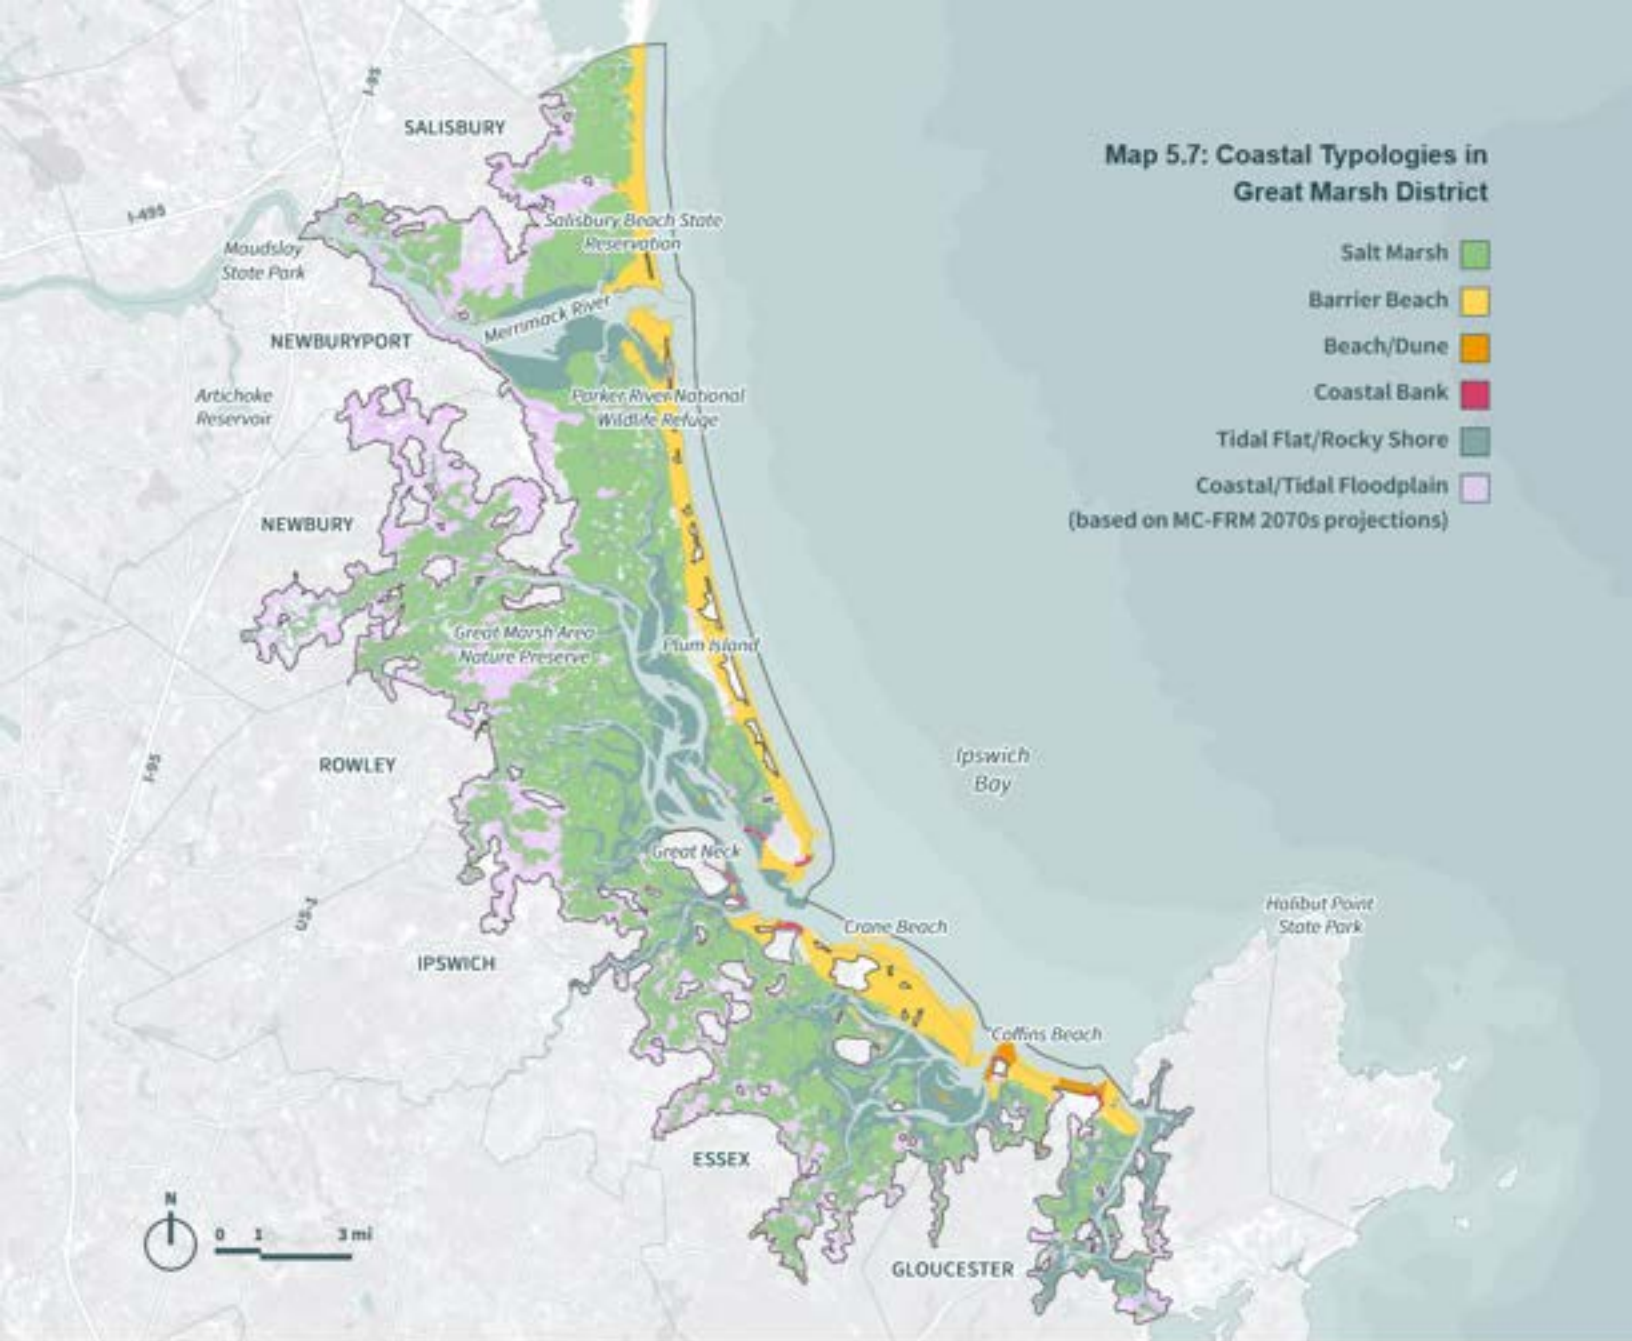 I-95
SALISBURY
Map 5.7: Coastal Typologies in
Great Marsh District
I-495
Salisbury Beach State
Reservation
Maudslay
State Park
Salt Marsh
Barrier Beach
Merrimack River
NEWBURYPORT
Beach/Dune
Artichoke
Reservoir
Parker River National
Wildlife Refuge
Coastal Bank
Tidal Flat/Rocky Shore
Coastal/Tidal Floodplain
(based on MC-FRM 2070s projections)
NEWBURY
Great Marsh Area
Nature Preserve
Plum Island
ROWLEY
I-95
Ipswich
Bay
Great Neck
US-1
Crane Beach
Halibut Point
State Park
IPSWICH
Coffins Beach
ESSEX
N
0 1 3 mi
GLOUCESTER